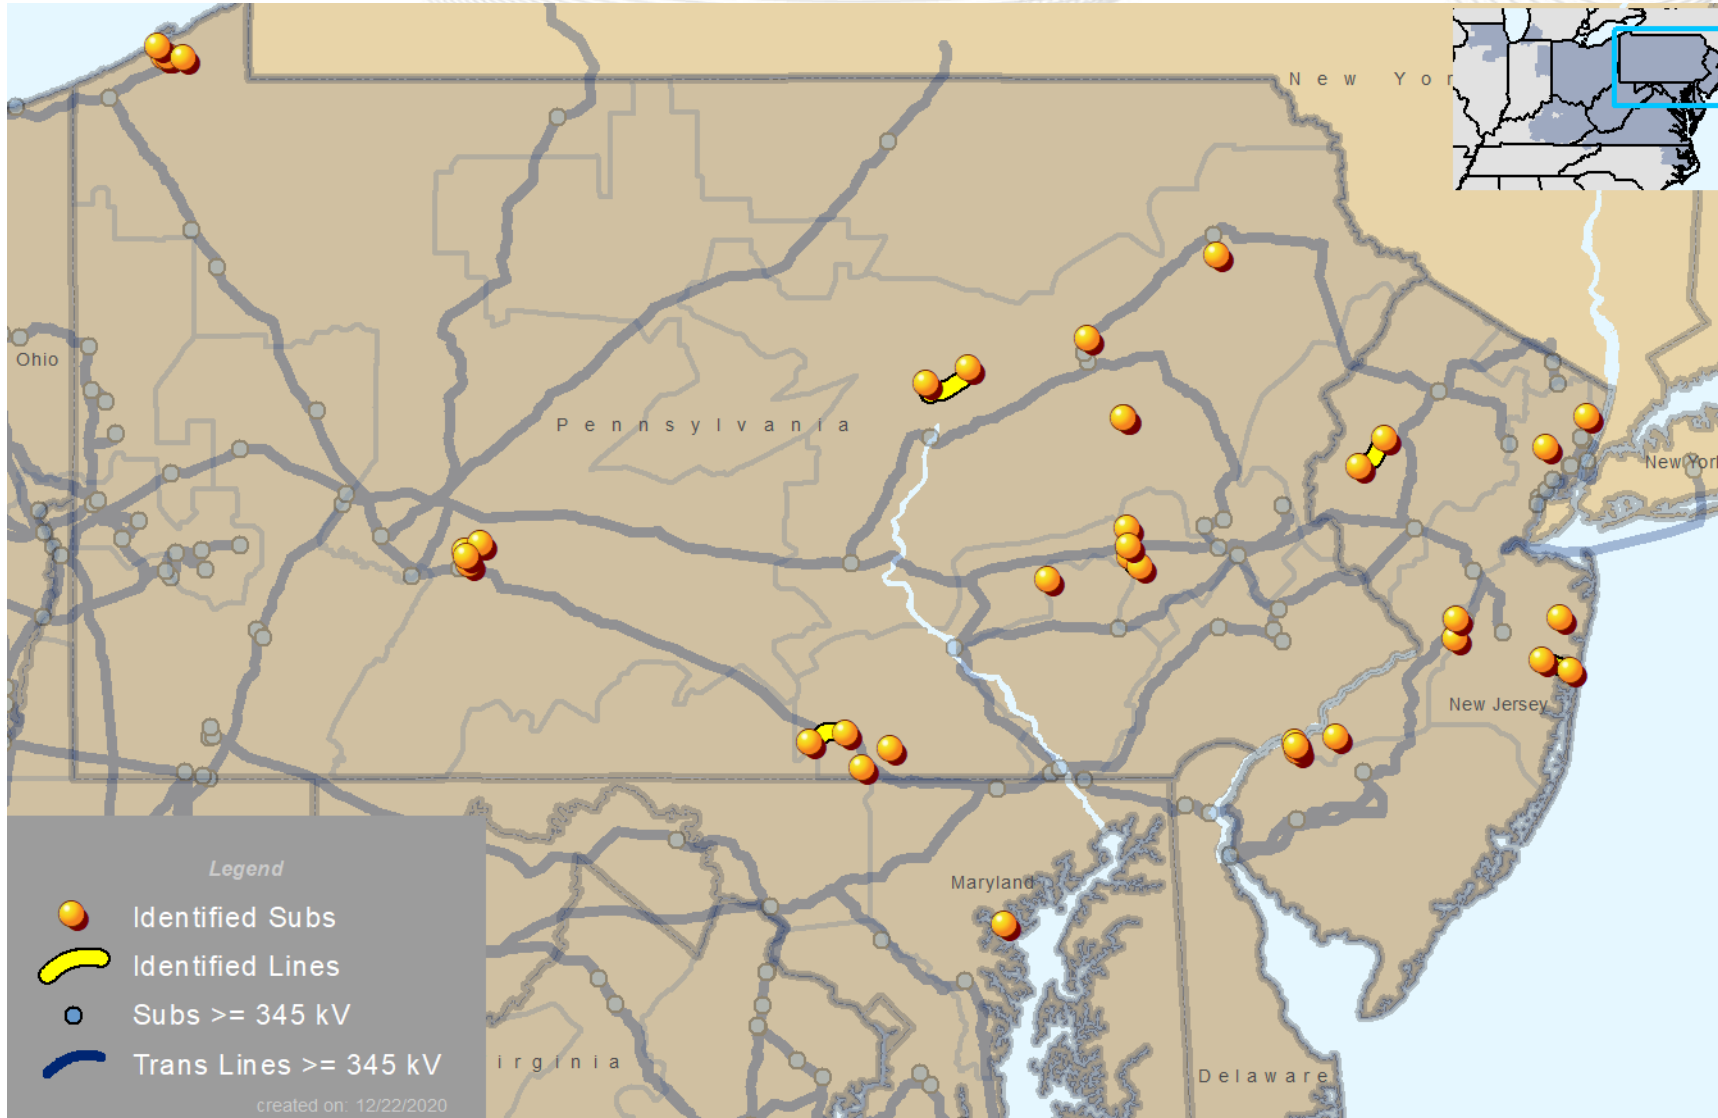 New Yor
Ohio
Pennsylvania
New York
New Jersey
Maryland
irginia
Delaware
Legend
Identified Subs
Identified Lines
Subs >= 345 kV
Trans Lines >= 345 kV
created on: 12/22/2020